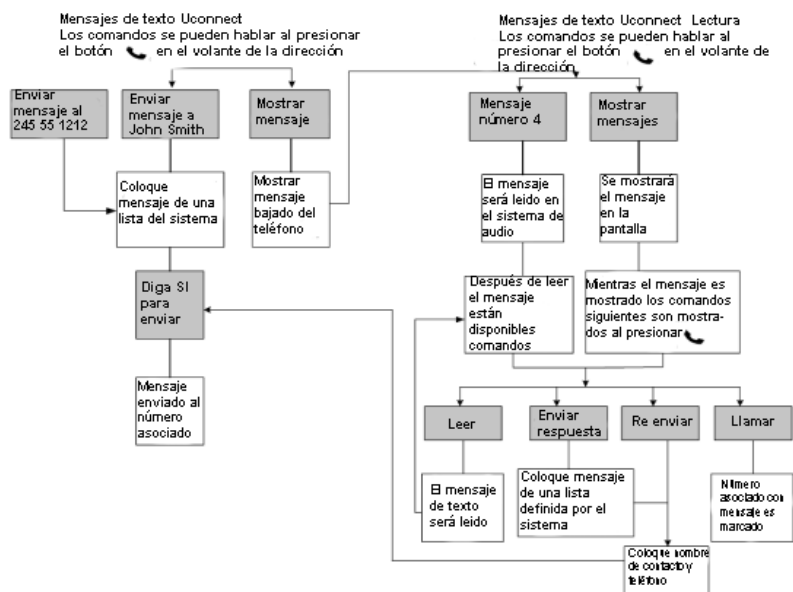 Mensajes de texto Uconnect
Los comandos se pueden hablar al presionar
el botón en el volante de la dirección
Enviar
mensaje al
245 55 1212
Enviar
mensaje a
John Smith
Mostrar
mensaje
Coloque
mensaje de una
lista del sistema
Mostrar
mensaje
bajado del
teléfono
Diga SI
para
enviar
Mensaje
enviado al
número
asociado
Mensajes de texto Uconnect Lectura
Los comandos se pueden hablar al
presionar el botón en el volante de
la dirección
Mensaje
número 4
Mostrar
mensajes
El mensaje
será leido en
el sistema de
audio
Se mostrará
el mensaje
en la
pantalla
Después de leer
el mensaje
están
disponibles
comandos
Mientras el mensaje es
mostrado los comandos
siguientes son mostra-
dos al presionar
Leer
Enviar
respuesta
Re enviar
Llamar
El mensaje
de texto
será leido
Coloque mensaje
de una lista
definida por el
sistema
Número
asociado con
mensaje es
marcado
Coloque nombre
de contacto y
teléfono